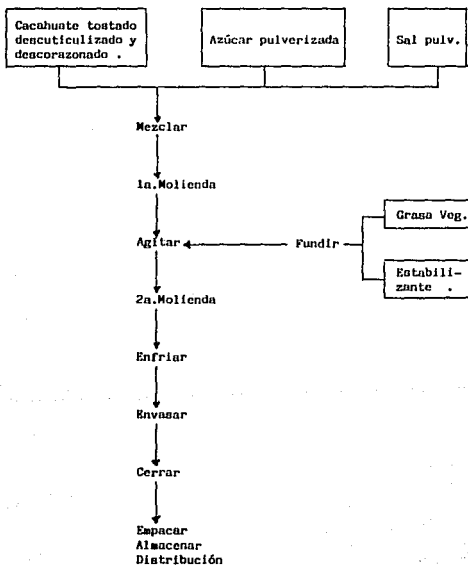 Cacahuate tostado
descuticulizado y
descorazonado .
Azúcar pulverizada
Sal pulv.
Mezclar
1a.Molienda
Grasa Veg.
Agitar
Fundir
Estabili-
zante .
2a.Molienda
Enfriar
Envasar
Cerrar
Empacar
Almacenar
Distribución